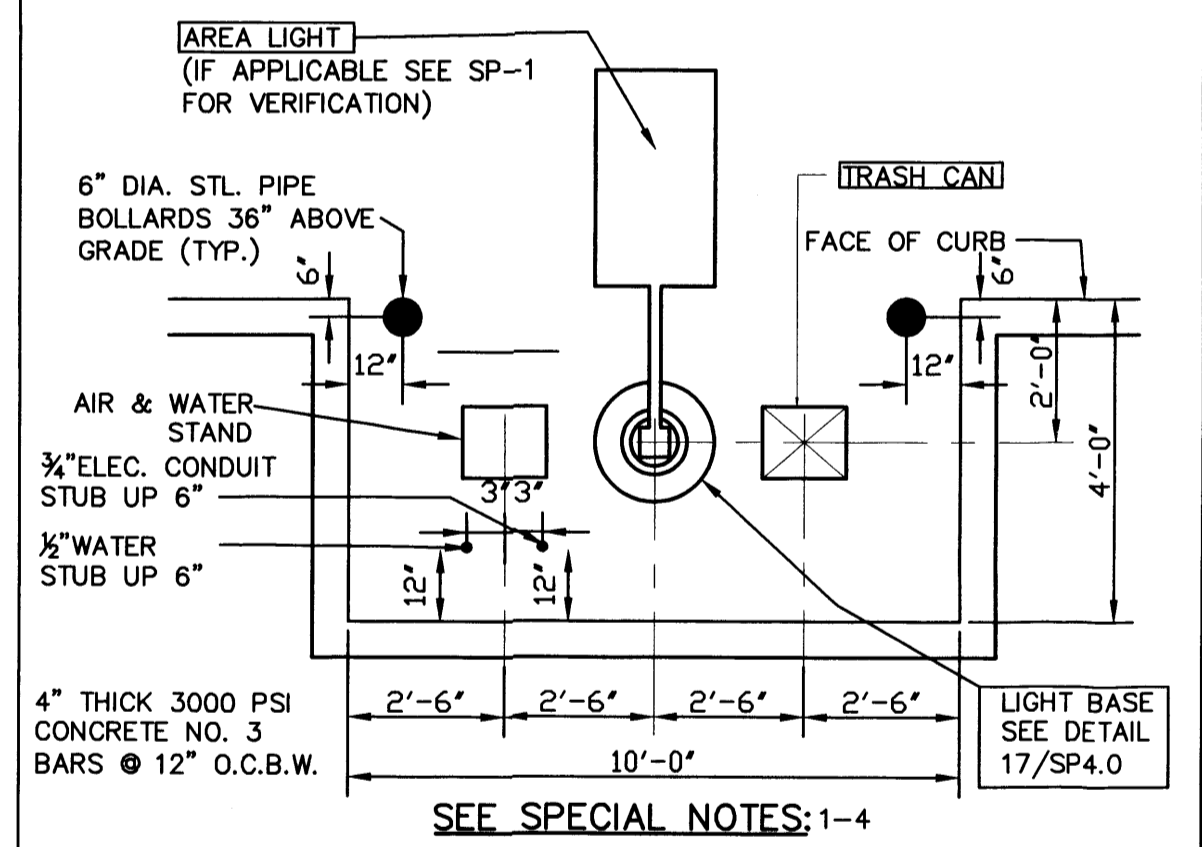 AREA LIGHT
(IF APPLICABLE SEE SP-1
FOR VERIFICATION)
TRASH CAN
6" DIA. STL. PIPE
BOLLARDS 36" ABOVE
GRADE (TYP.)
FACE OF CURB
6"
6"
12"
12"
2'-0"
4'-0"
AIR & WATER
STAND
¾"ELEC. CONDUIT
STUB UP 6"
3" 3"
½"WATER
STUB UP 6"
12"
12"
4" THICK 3000 PSI
CONCRETE NO. 3
BARS @ 12" O.C.B.W.
2'-6"
2'-6"
2'-6"
2'-6"
10'-0"
LIGHT BASE
SEE DETAIL
17/SP4.0
SEE SPECIAL NOTES: 1-4